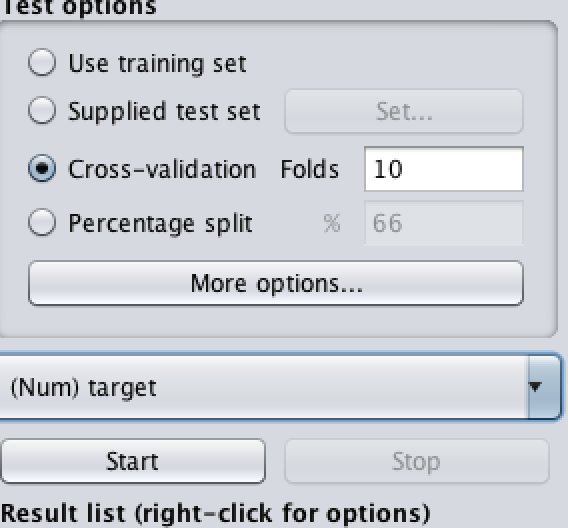 Test options
Use training set
Supplied test set Set...
Cross-validation Folds 10
Percentage split % 66
More options...
(Num) target
Start Stop
Result list (right-click for options)